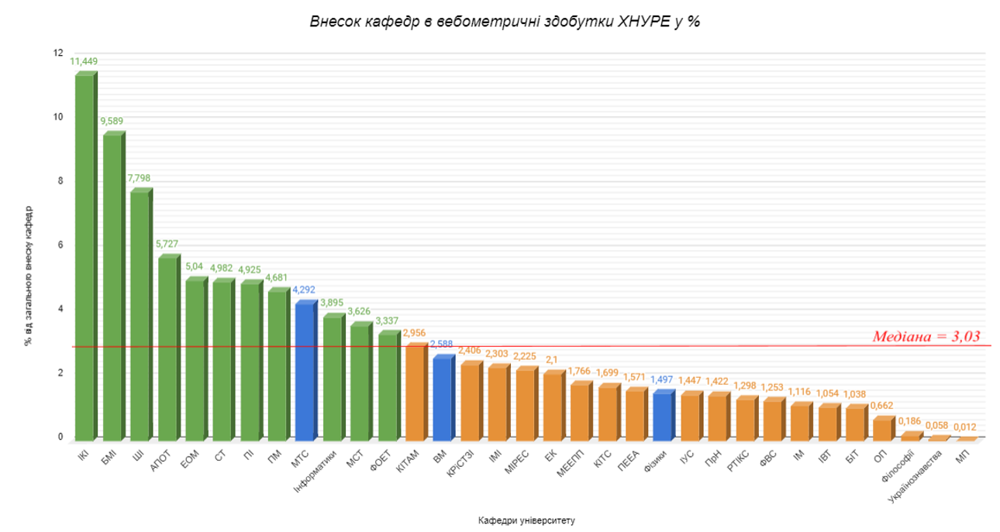 Внесок кафедр в вебометричні здобутки ХНУРЕ у %
12
11,449
10
9,589
8
7,798
6
5,727
5,04
4,982
4,925
4,681
4,292
4
3,895
3,626
3,337
2,956
2,588
2,406
2,303
2,225
2,1
2
1,766
1,699
1,571
1,497
1,447
1,422
1,298
1,253
1,116
1,054
1,038
0,662
0,186
0,058
0,012
0
Медіана = 3,03
% від загального внеску кафедр
ІКІ
БМІ
ШІ
АПОТ
ЕОМ
СТ
ПІ
ПМ
МТС
Інформатики
МСТ
ФОЕТ
КІТАМ
ВМ
КРіСТЗІ
ІМІ
МІРЕС
ЕК
МЕЕПП
КІТС
ПЕЕА
Фізики
ІУС
ПрН
РТІКС
ФВС
ІМ
ІВТ
БІТ
ОП
Філософії
Українознавства
МП
Кафедри університету